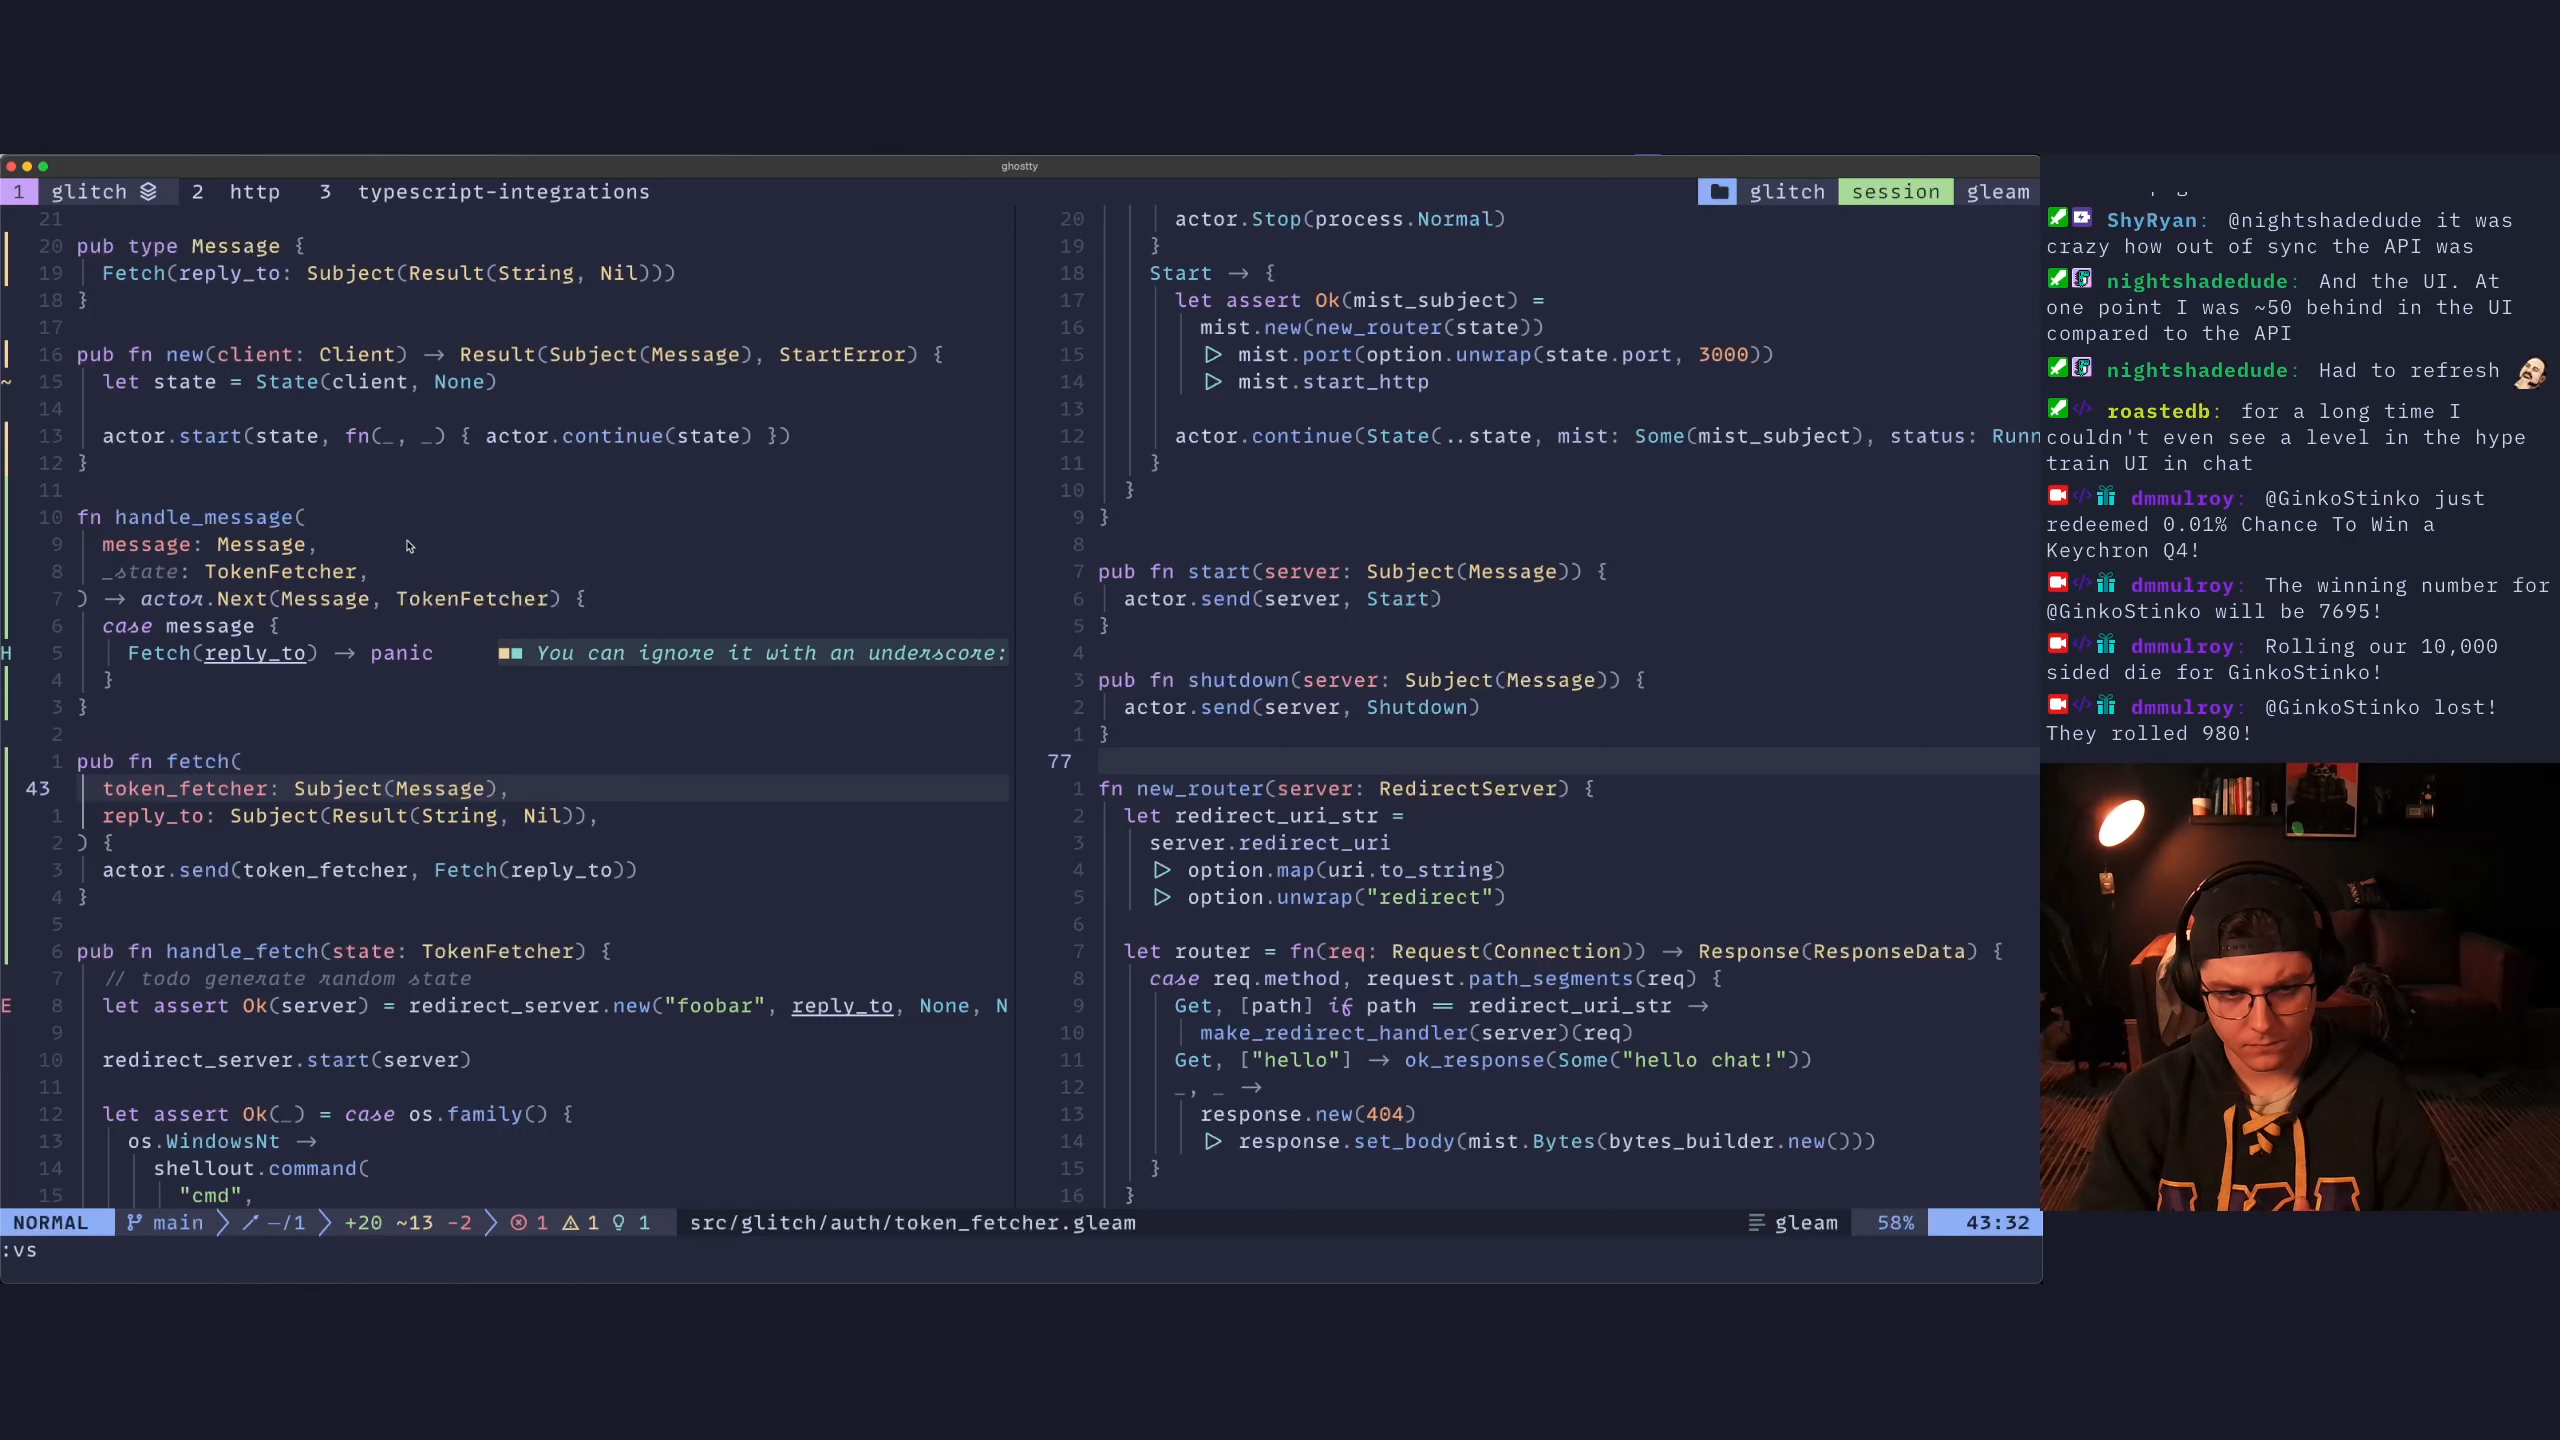 ghostty
1 glitch 2 http 3 typescript-integrations
glitch session gleam
21
20 pub type Message {
19 Fetch(reply_to: Subject(Result(String, Nil)))
18 }
17
16 pub fn new(client: Client) -> Result(Subject(Message), StartError) {
~ 15 let state = State(client, None)
14
13 actor.start(state, fn(_, _) { actor.continue(state) })
12 }
11
10 fn handle_message(
9 message: Message,
8 _state: TokenFetcher,
7 ) -> actor.Next(Message, TokenFetcher) {
6 case message {
H 5 Fetch(reply_to) -> panic ■■ You can ignore it with an underscore:
4 }
3 }
2
1 pub fn fetch(
43 token_fetcher: Subject(Message),
1 reply_to: Subject(Result(String, Nil)),
2 ) {
3 actor.send(token_fetcher, Fetch(reply_to))
4 }
5
6 pub fn handle_fetch(state: TokenFetcher) {
7 // todo generate random state
E 8 let assert Ok(server) = redirect_server.new("foobar", reply_to, None, N
9
10 redirect_server.start(server)
11
12 let assert Ok(_) = case os.family() {
13 os.WindowsNt ->
14 shellout.command(
15 "cmd",
20 actor.Stop(process.Normal)
19 }
18 Start -> {
17 let assert Ok(mist_subject) =
16 mist.new(new_router(state))
15 |> mist.port(option.unwrap(state.port, 3000))
14 |> mist.start_http
13
12 actor.continue(State(..state, mist: Some(mist_subject), status: Runn
11 }
10 }
9 }
8
7 pub fn start(server: Subject(Message)) {
6 actor.send(server, Start)
5 }
4
3 pub fn shutdown(server: Subject(Message)) {
2 actor.send(server, Shutdown)
1 }
77
1 fn new_router(server: RedirectServer) {
2 let redirect_uri_str =
3 server.redirect_uri
4 |> option.map(uri.to_string)
5 |> option.unwrap("redirect")
6
7 let router = fn(req: Request(Connection)) -> Response(ResponseData) {
8 case req.method, request.path_segments(req) {
9 Get, [path] if path == redirect_uri_str ->
10 make_redirect_handler(server)(req)
11 Get, ["hello"] -> ok_response(Some("hello chat!"))
12 _, _ ->
13 response.new(404)
14 |> response.set_body(mist.Bytes(bytes_builder.new()))
15 }
16 }
NORMAL main –/1 +20 ~13 -2 1 1 1 src/glitch/auth/token_fetcher.gleam gleam 58% 43:32
:vs
ShyRyan: @nightshadedude it was
crazy how out of sync the API was
nightshadedude: And the UI. At
one point I was ~50 behind in the UI
compared to the API
nightshadedude: Had to refresh
roastedb: for a long time I
couldn't even see a level in the hype
train UI in chat
dmmulroy: @GinkoStinko just
redeemed 0.01% Chance To Win a
Keychron Q4!
dmmulroy: The winning number for
@GinkoStinko will be 7695!
dmmulroy: Rolling our 10,000
sided die for GinkoStinko!
dmmulroy: @GinkoStinko lost!
They rolled 980!